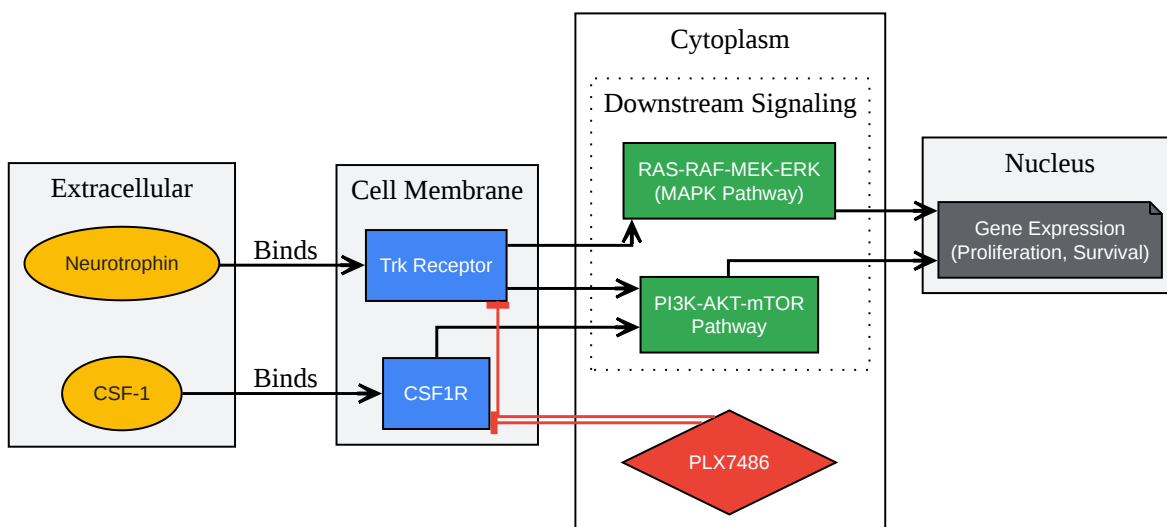 Extracellular
Neurotrophin
CSF-1
Binds
Binds
Cell Membrane
Trk Receptor
CSF1R
Cytoplasm
Downstream Signaling
RAS-RAF-MEK-ERK
(MAPK Pathway)
PI3K-AKT-mTOR
Pathway
PLX7486
Nucleus
Gene Expression
(Proliferation, Survival)